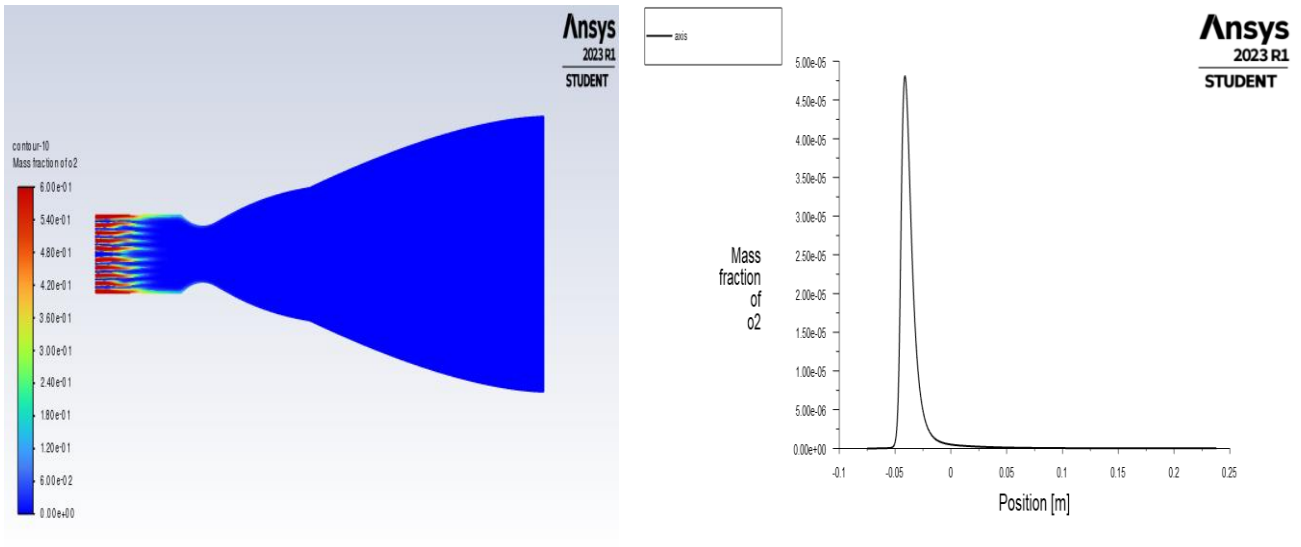 Ansys
2023 R1
STUDENT
contour-10
Mass fraction of o2
6.00e-01
5.40e-01
4.80e-01
4.20e-01
3.60e-01
3.00e-01
2.40e-01
1.80e-01
1.20e-01
6.00e-02
0.00e+00
axis
Ansys
2023 R1
STUDENT
5.00e-05
4.50e-05
4.00e-05
3.50e-05
3.00e-05
2.50e-05
2.00e-05
1.50e-05
1.00e-05
5.00e-06
0.00e+00
Mass
fraction
of
o2
-0.1 -0.05 0 0.05 0.1 0.15 0.2 0.25
Position [m]